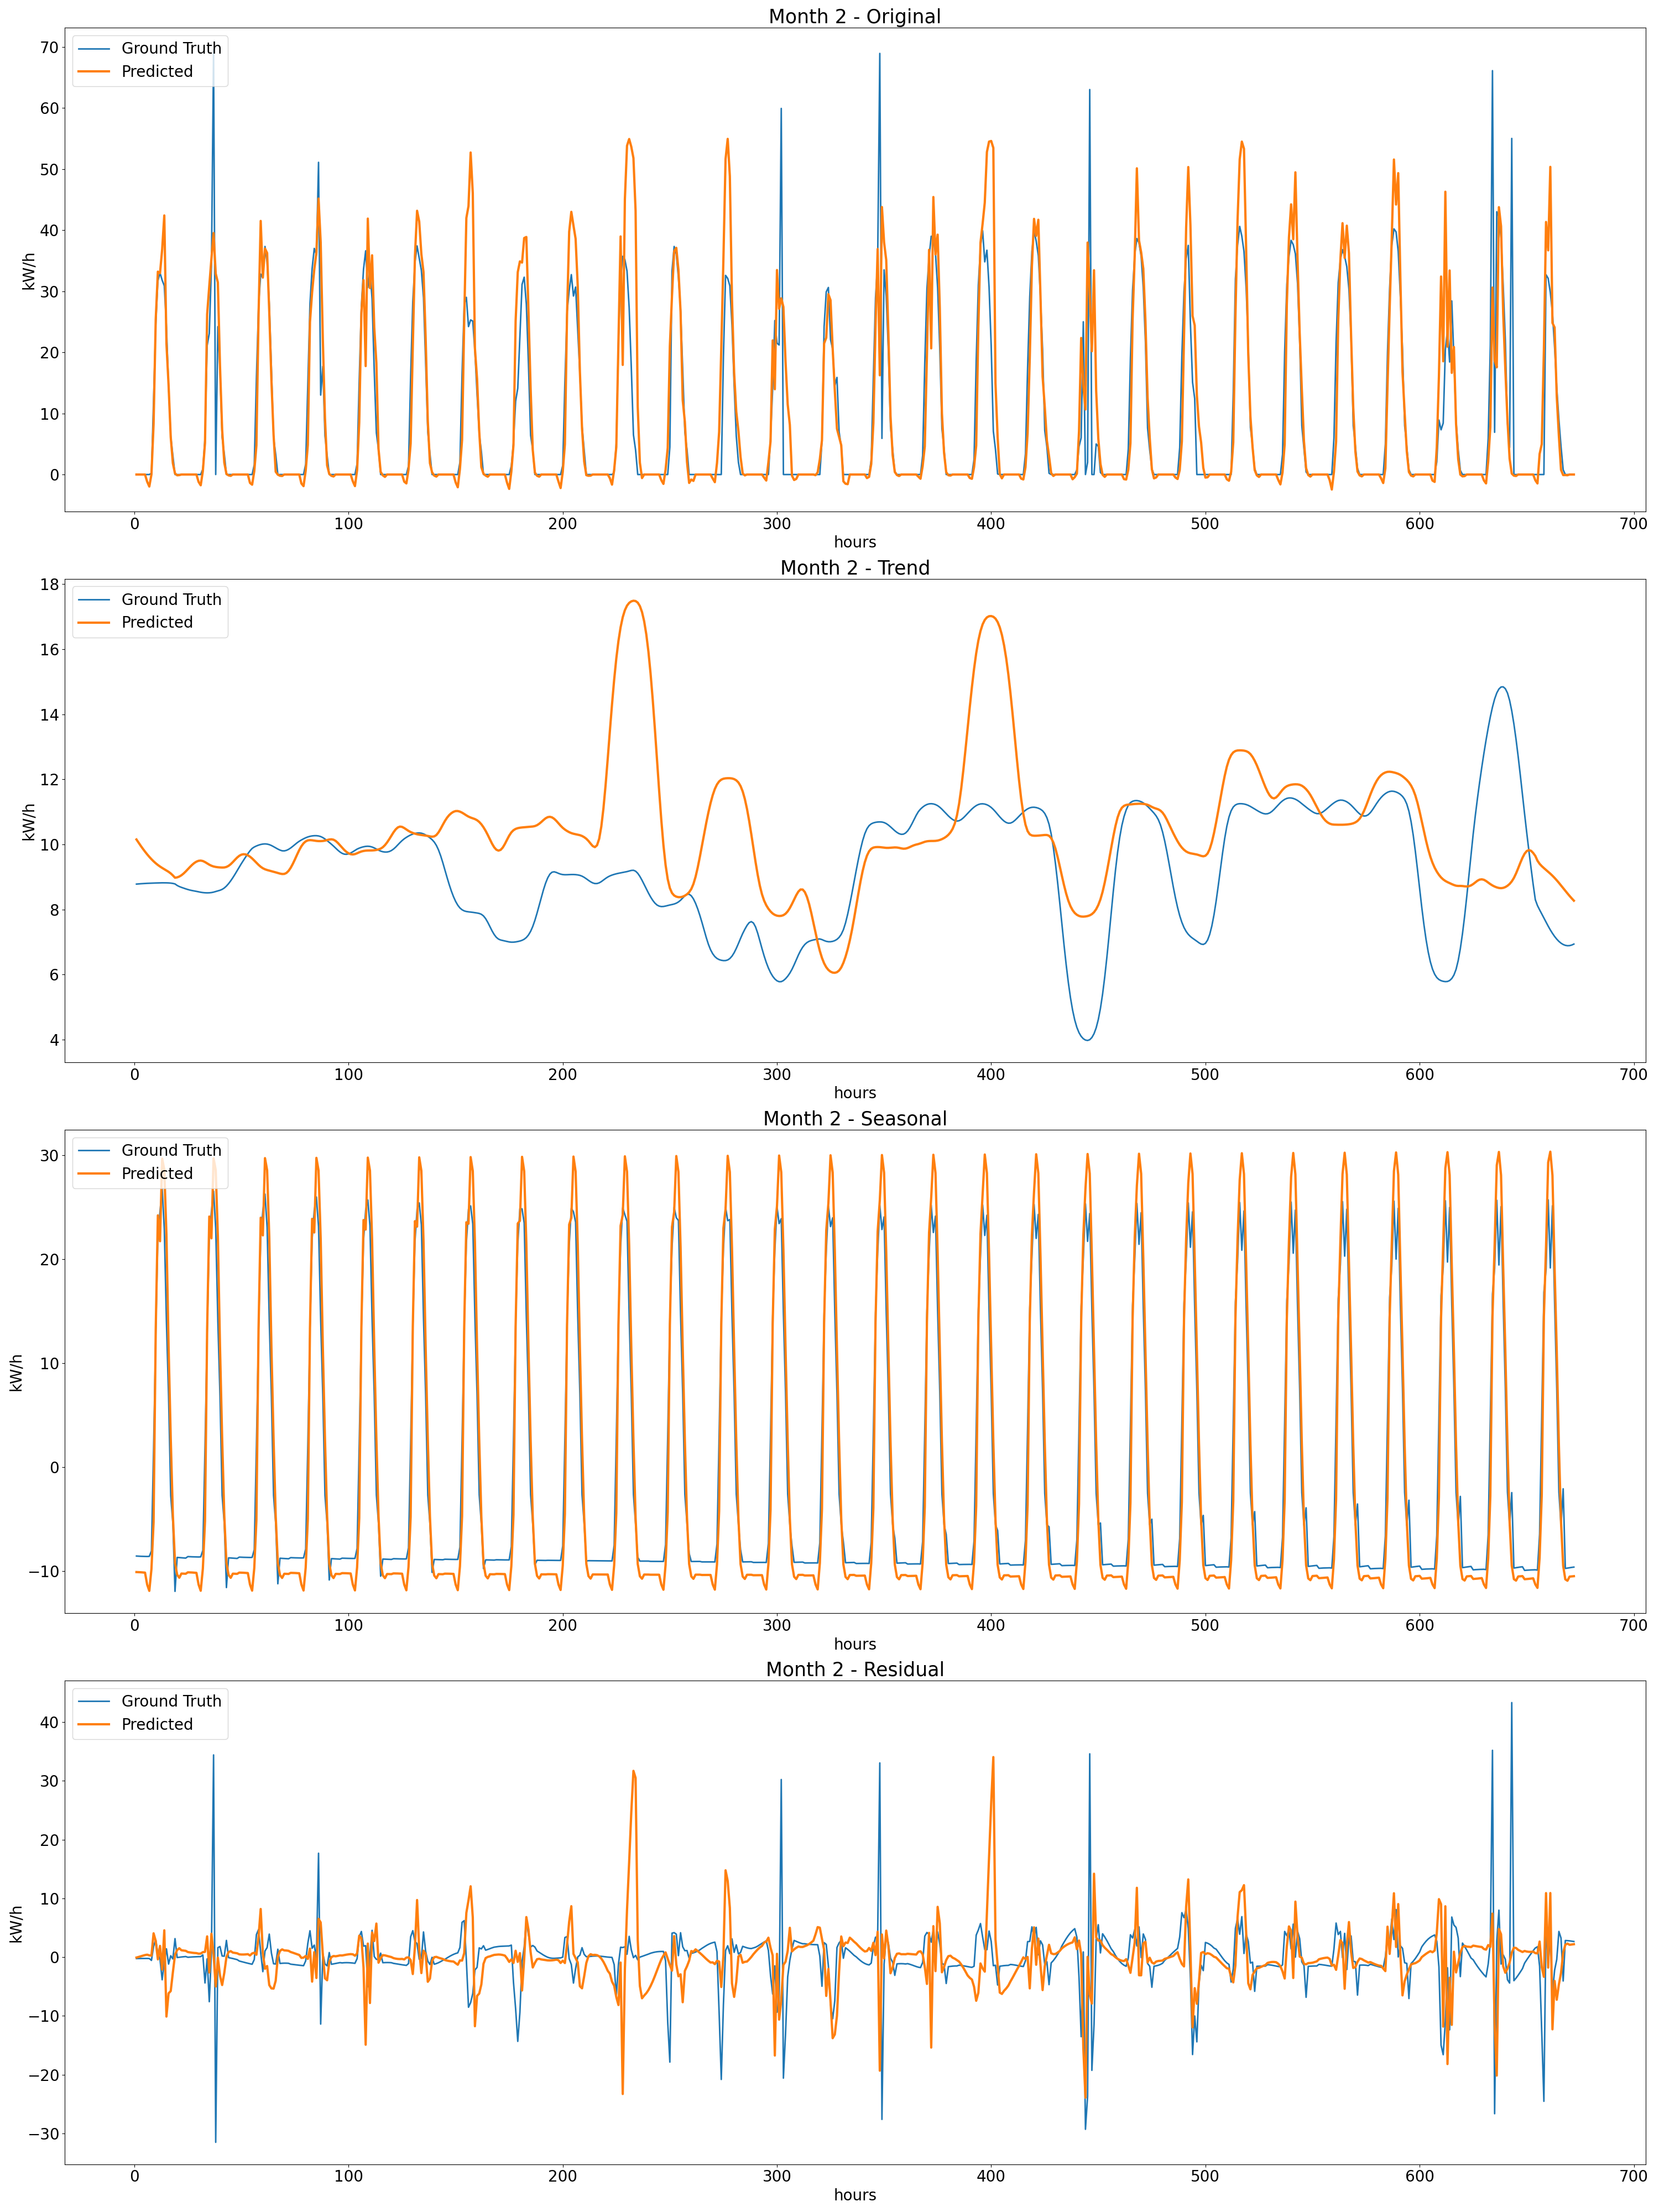 Month 2 - Original
Ground Truth
Predicted
70
60
50
40
30
20
10
0
kW/h
0 100 200 300 400 500 600 700
hours
Month 2 - Trend
Ground Truth
Predicted
18
16
14
12
10
8
6
4
kW/h
0 100 200 300 400 500 600 700
hours
Month 2 - Seasonal
Ground Truth
Predicted
30
20
10
0
−10
kW/h
0 100 200 300 400 500 600 700
hours
Month 2 - Residual
Ground Truth
Predicted
40
30
20
10
0
−10
−20
−30
kW/h
0 100 200 300 400 500 600 700
hours